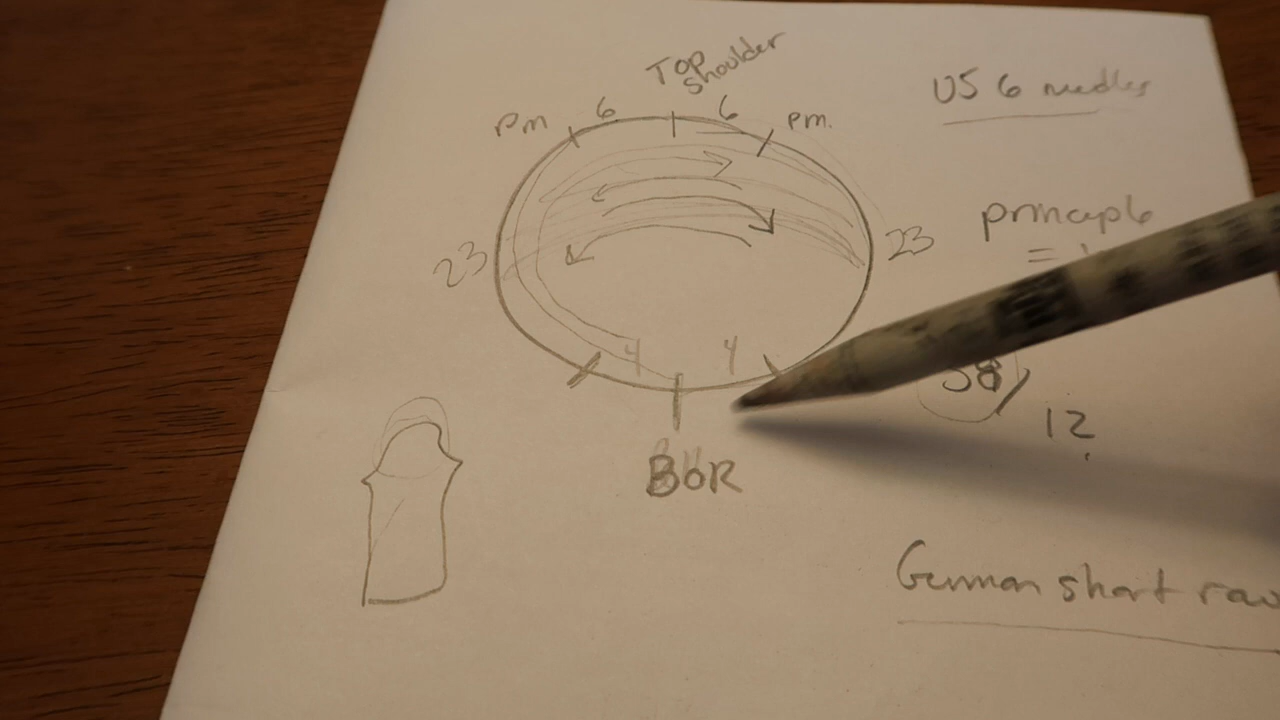 Top
shoulder
US 6 needles
pm 6 6 pm.
principle
=
23 23
4 4
58/
12
BOR
German short row